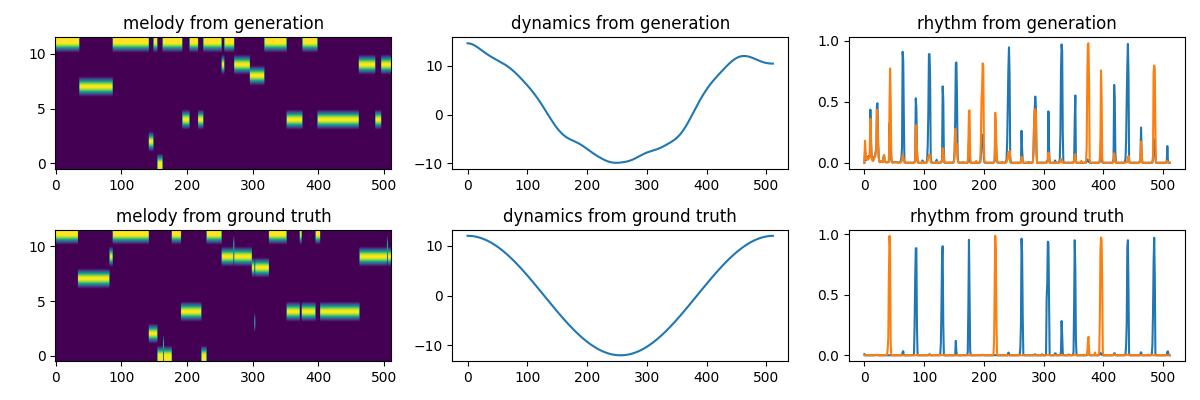 melody from generation
dynamics from generation
rhythm from generation
10
5
0
0 100 200 300 400 500
10
0
−10
0 100 200 300 400 500
1.0
0.5
0.0
0 100 200 300 400 500
melody from ground truth
dynamics from ground truth
rhythm from ground truth
10
5
0
0 100 200 300 400 500
10
0
−10
0 100 200 300 400 500
1.0
0.5
0.0
0 100 200 300 400 500